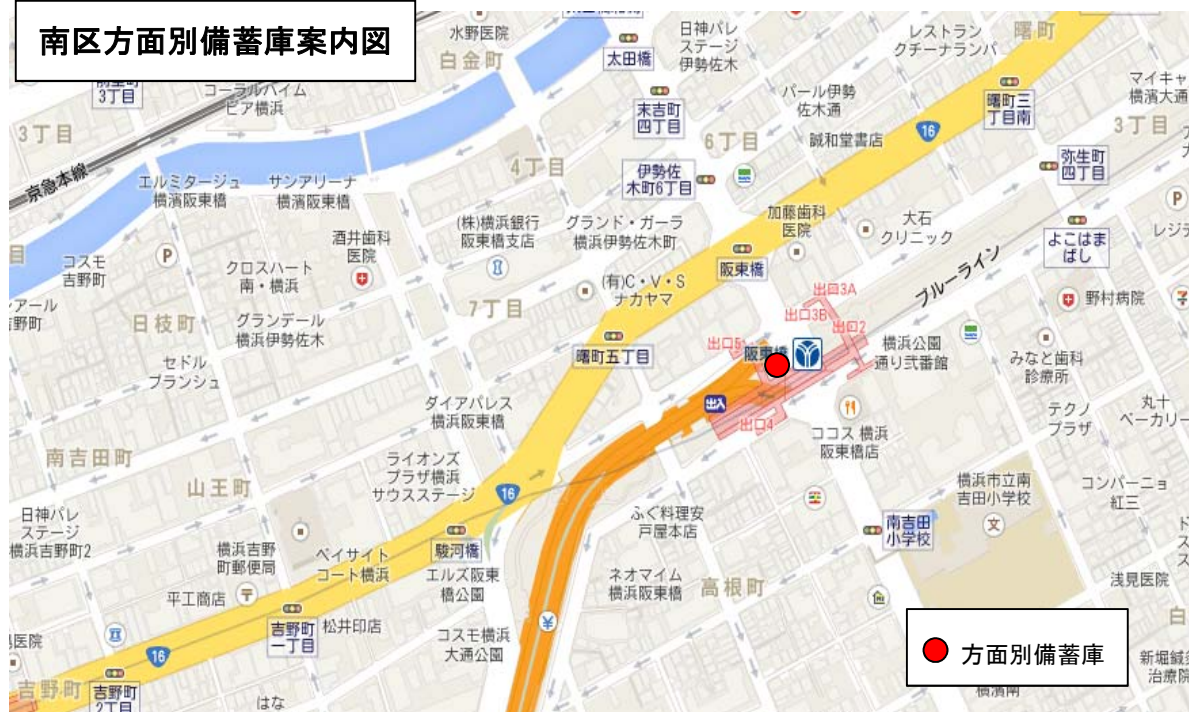 南区方面別備蓄庫案内図
水野医院
白金町
太田橋
日神パレ
ステージ
伊勢佐木
レストラン
クチーナランパ
曙町
3丁目
コーラルハイム
ピア横浜
末吉町
四丁目
パール伊勢
佐木通
曙町三
丁目南
マイキャ
横濱大通
3丁目
3丁目
6丁目
誠和堂書店
16
弥生町
四丁目
京急本線
エルミタージュ
横濱阪東橋
サンアリーナ
横濱阪東橋
4丁目
伊勢佐
木町6丁目
P
コスモ
吉野町
P
酒井歯科
医院
(株)横浜銀行
阪東橋支店
グランド・ガーラ
横浜伊勢佐木町
加藤歯科
医院
大石
クリニック
よこはま
ばし
レジデ
クロスハート
南・横浜
(有)C・V・S
ナカヤマ
阪東橋
ブルーライン
出口3A
野村病院
日枝町
グランテール
横浜伊勢佐木
7丁目
出口3B
出口2
セドル
ブランシュ
曙町五丁目
出口5
阪東橋
横浜公園
通り弐番館
みなと歯科
診療所
ダイアパレス
横浜阪東橋
出入
出口4
ココス 横浜
阪東橋店
テクノ
プラザ
丸十
ベーカリー
南吉田町
山王町
ライオンズ
プラザ横浜
サウスステージ
16
横浜市立南
吉田小学校
文
コンバーニョ
紅三
日神パレ
ステージ
横浜吉野町2
横浜吉野
町郵便局
ベイサイト
コート横浜
駿河橋
ふぐ料理安
戸屋本店
南吉田
小学校
エルズ阪東
橋公園
ネオマイム
横浜阪東橋
高根町
浅見医院
平工商店
〒
吉野町
一丁目
松井印店
コスモ横浜
大通公園
¥
医院
16
方面別備蓄庫
白
新堀鍼灸
治療院
吉野町
吉野町
2丁目
はな
横濱南